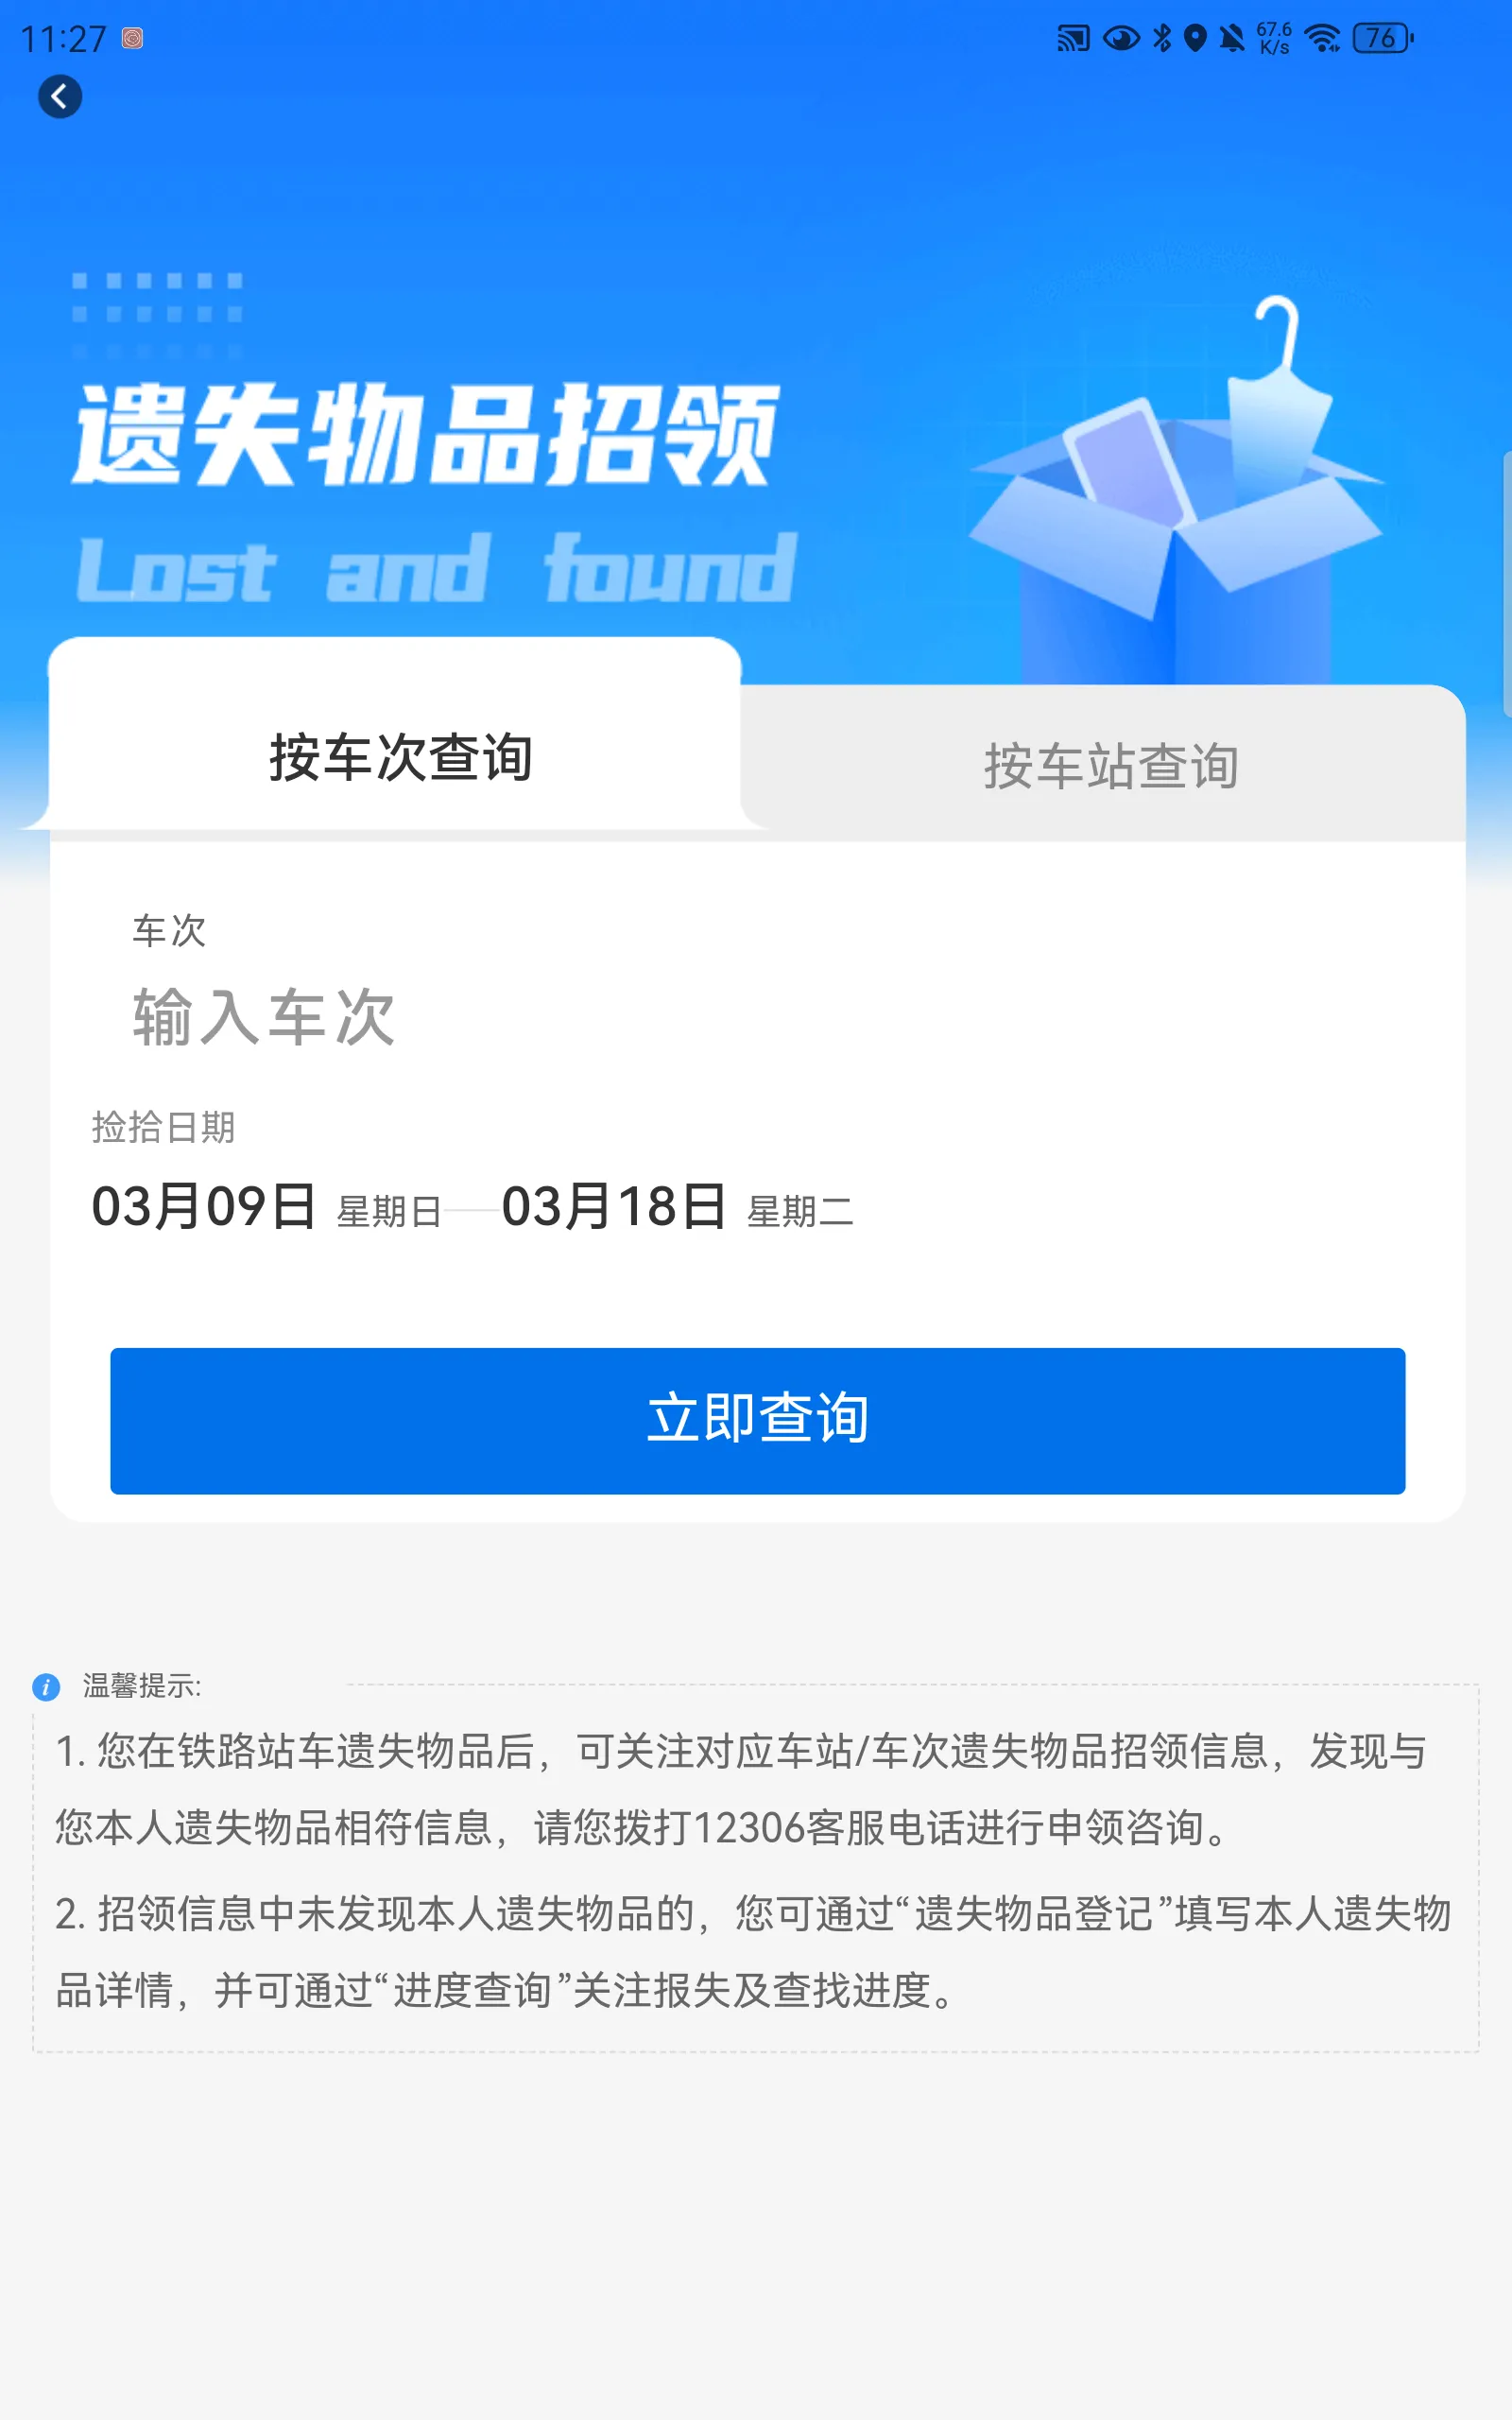 11:27
67.6
K/s
76
遗失物品招领
Lost and found
按车次查询
按车站查询
车次
输入车次
捡拾日期
03月09日 星期日 03月18日 星期二
立即查询
温馨提示:
1. 您在铁路站车遗失物品后，可关注对应车站/车次遗失物品招领信息，发现与
您本人遗失物品相符信息，请您拨打12306客服电话进行申领咨询。
2. 招领信息中未发现本人遗失物品的，您可通过“遗失物品登记”填写本人遗失物
品详情，并可通过“进度查询”关注报失及查找进度。